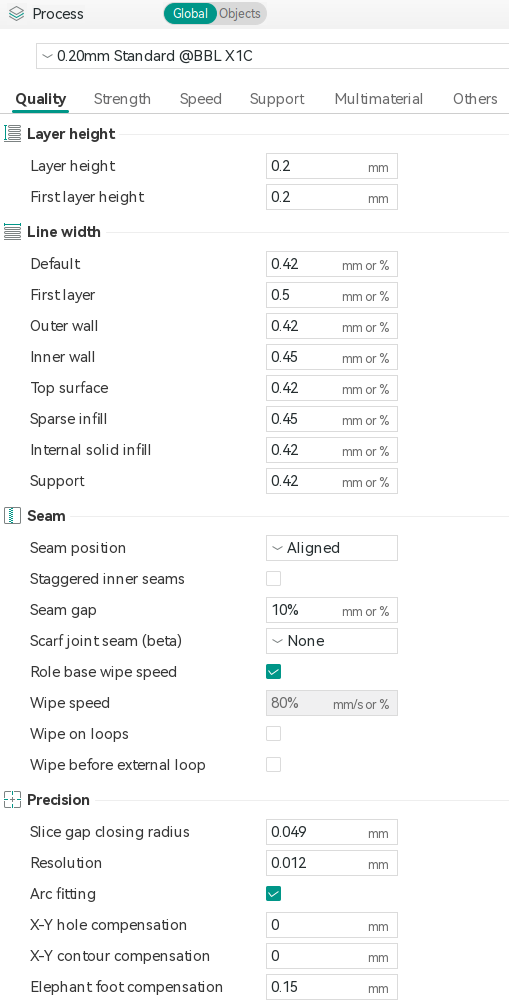 Process Global Objects
0.20mm Standard @BBL X1C
Quality Strength Speed Support Multimaterial Others
Layer height
Layer height 0.2 mm
First layer height 0.2 mm
Line width
Default 0.42 mm or %
First layer 0.5 mm or %
Outer wall 0.42 mm or %
Inner wall 0.45 mm or %
Top surface 0.42 mm or %
Sparse infill 0.45 mm or %
Internal solid infill 0.42 mm or %
Support 0.42 mm or %
Seam
Seam position Aligned
Staggered inner seams
Seam gap 10% mm or %
Scarf joint seam (beta) None
Role base wipe speed
Wipe speed 80% mm/s or %
Wipe on loops
Wipe before external loop
Precision
Slice gap closing radius 0.049 mm
Resolution 0.012 mm
Arc fitting
X-Y hole compensation 0 mm
X-Y contour compensation 0 mm
Elephant foot compensation 0.15 mm